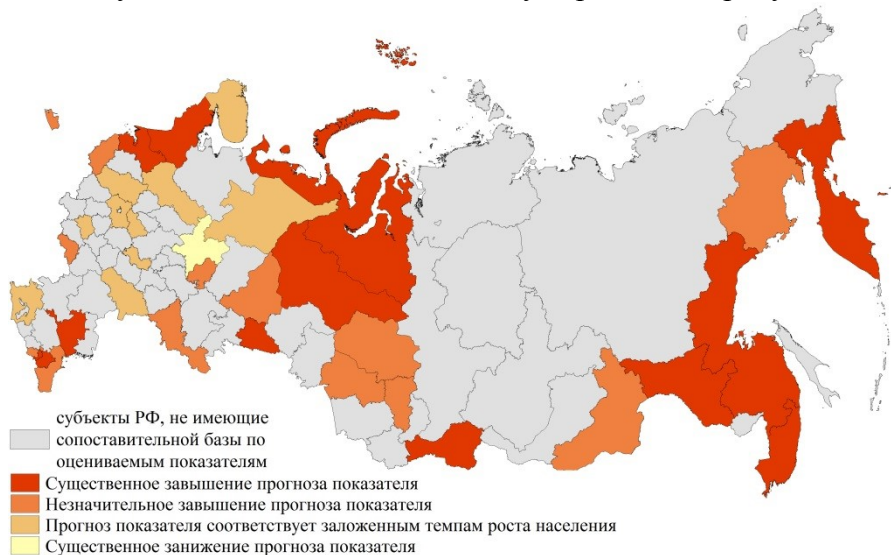 субъекты РФ, не имеющие
сопоставительной базы по
оцениваемым показателям
Существенное завышение прогноза показателя
Незначительное завышение прогноза показателя
Прогноз показателя соответствует заложенным темпам роста населения
Существенное занижение прогноза показателя